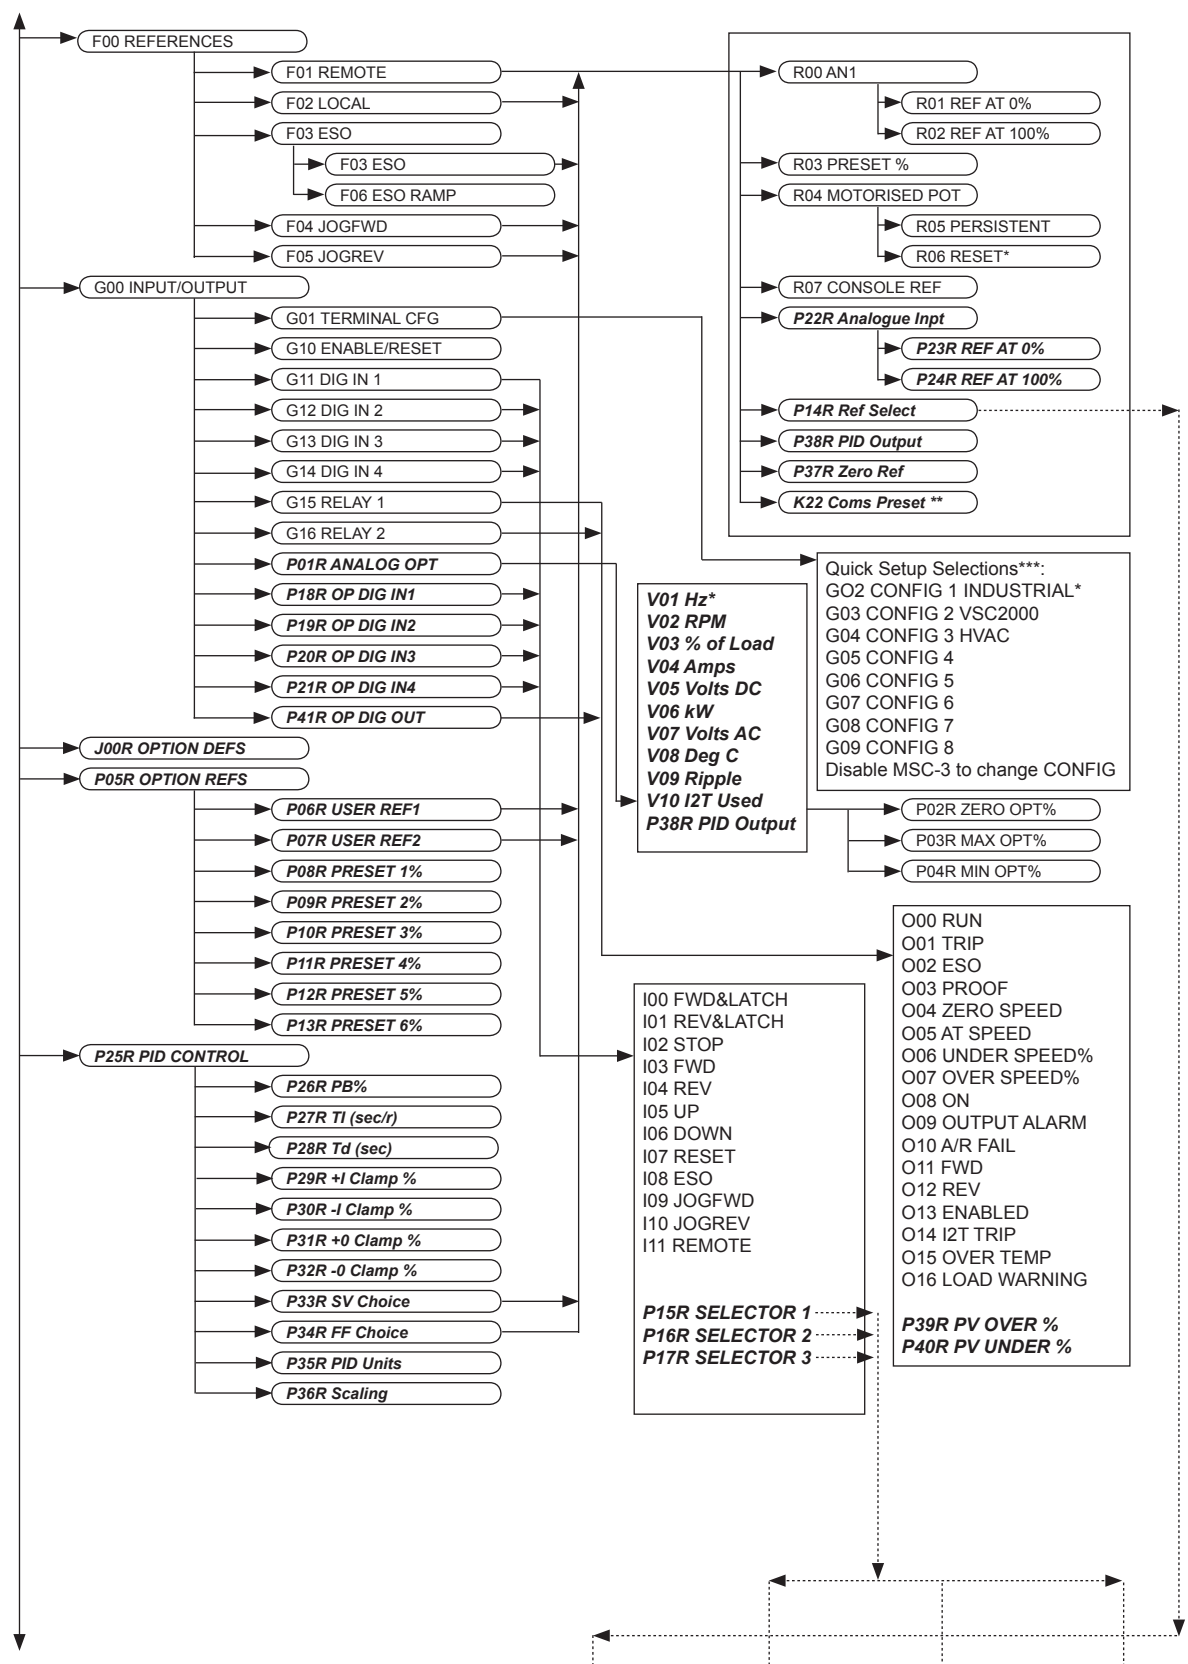 F00 REFERENCES
F01 REMOTE
F02 LOCAL
F03 ESO
F03 ESO
F06 ESO RAMP
F04 JOGFWD
F05 JOGREV
G00 INPUT/OUTPUT
G01 TERMINAL CFG
G10 ENABLE/RESET
G11 DIG IN 1
G12 DIG IN 2
G13 DIG IN 3
G14 DIG IN 4
G15 RELAY 1
G16 RELAY 2
P01R ANALOG OPT
P18R OP DIG IN1
P19R OP DIG IN2
P20R OP DIG IN3
P21R OP DIG IN4
P41R OP DIG OUT
J00R OPTION DEFS
P05R OPTION REFS
P06R USER REF1
P07R USER REF2
P08R PRESET 1%
P09R PRESET 2%
P10R PRESET 3%
P11R PRESET 4%
P12R PRESET 5%
P13R PRESET 6%
P25R PID CONTROL
P26R PB%
P27R TI (sec/r)
P28R Td (sec)
P29R +I Clamp %
P30R -I Clamp %
P31R +0 Clamp %
P32R -0 Clamp %
P33R SV Choice
P34R FF Choice
P35R PID Units
P36R Scaling
R00 AN1
R01 REF AT 0%
R02 REF AT 100%
R03 PRESET %
R04 MOTORISED POT
R05 PERSISTENT
R06 RESET*
R07 CONSOLE REF
P22R Analogue Inpt
P23R REF AT 0%
P24R REF AT 100%
P14R Ref Select
P38R PID Output
P37R Zero Ref
K22 Coms Preset **
Quick Setup Selections***:
GO2 CONFIG 1 INDUSTRIAL*
G03 CONFIG 2 VSC2000
G04 CONFIG 3 HVAC
G05 CONFIG 4
G06 CONFIG 5
G07 CONFIG 6
G08 CONFIG 7
G09 CONFIG 8
Disable MSC-3 to change CONFIG
V01 Hz*
V02 RPM
V03 % of Load
V04 Amps
V05 Volts DC
V06 kW
V07 Volts AC
V08 Deg C
V09 Ripple
V10 I2T Used
P38R PID Output
P02R ZERO OPT%
P03R MAX OPT%
P04R MIN OPT%
I00 FWD&LATCH
I01 REV&LATCH
I02 STOP
I03 FWD
I04 REV
I05 UP
I06 DOWN
I07 RESET
I08 ESO
I09 JOGFWD
I10 JOGREV
I11 REMOTE
P15R SELECTOR 1
P16R SELECTOR 2
P17R SELECTOR 3
O00 RUN
O01 TRIP
O02 ESO
O03 PROOF
O04 ZERO SPEED
O05 AT SPEED
O06 UNDER SPEED%
O07 OVER SPEED%
O08 ON
O09 OUTPUT ALARM
O10 A/R FAIL
O11 FWD
O12 REV
O13 ENABLED
O14 I2T TRIP
O15 OVER TEMP
O16 LOAD WARNING
P39R PV OVER %
P40R PV UNDER %